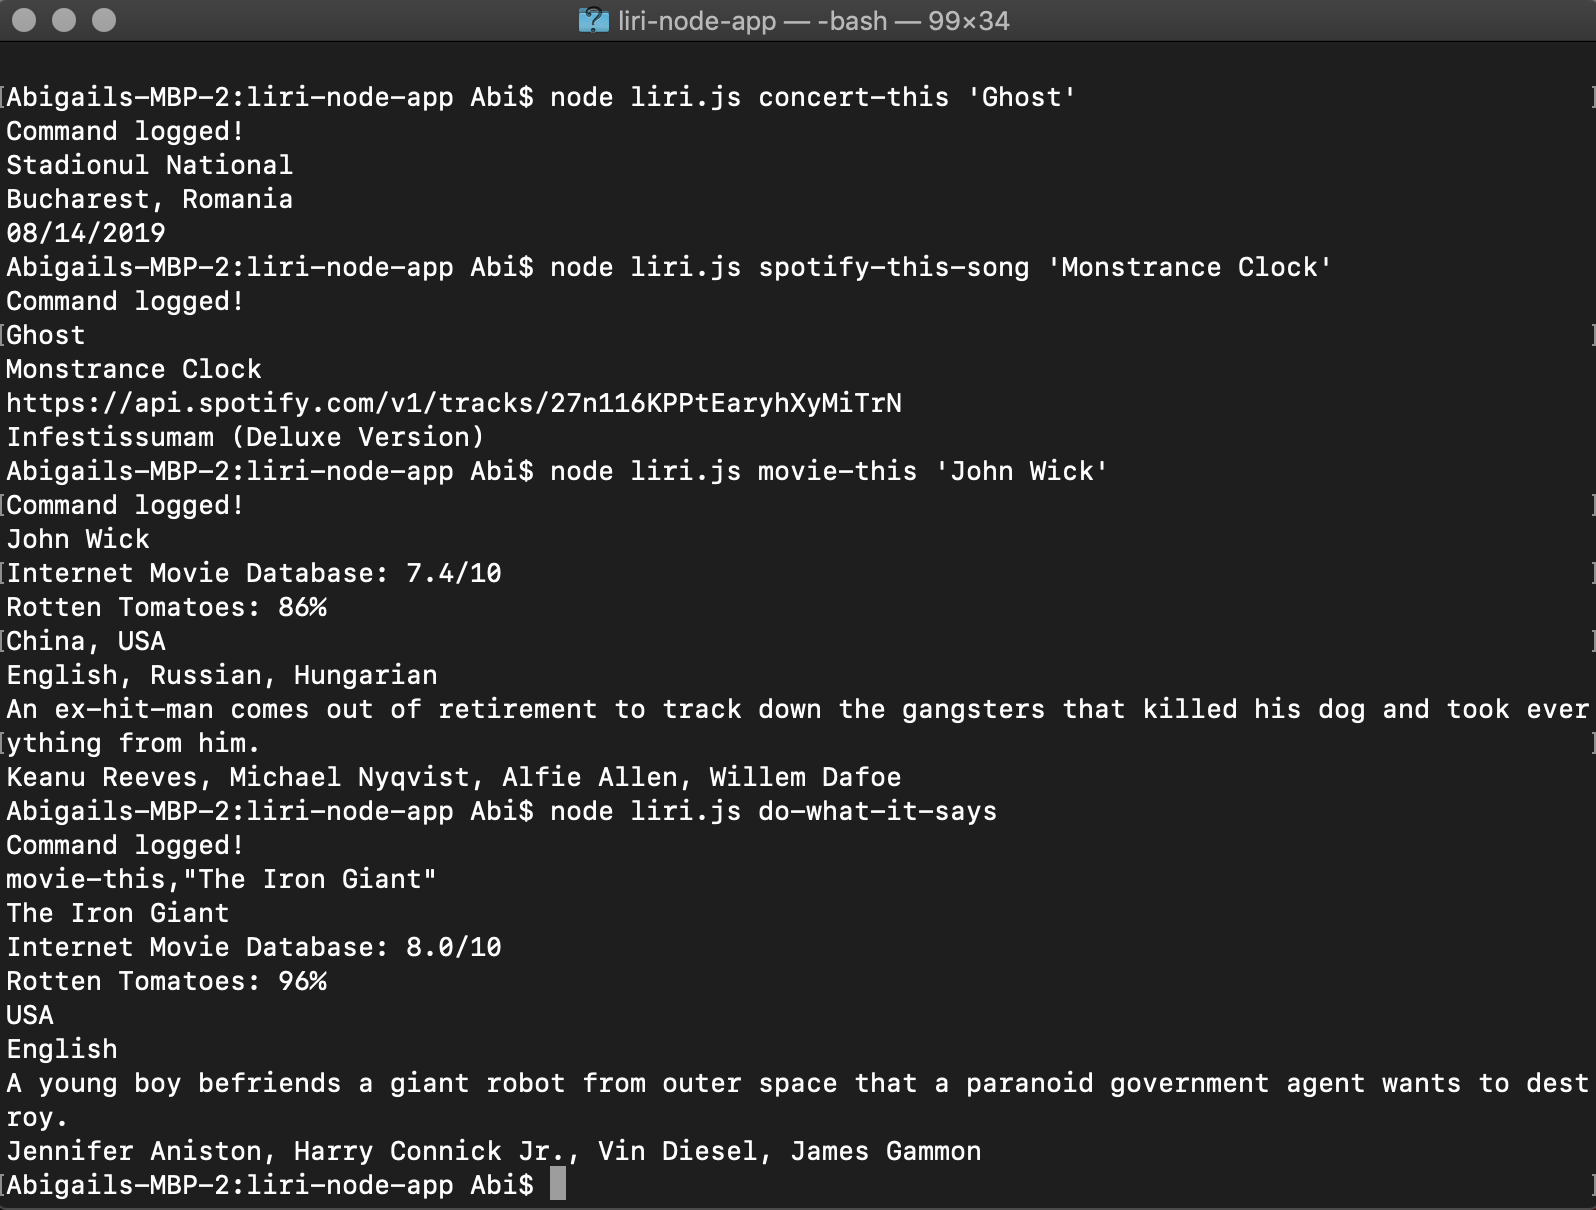 liri-node-app — -bash — 99×34
[Abigails-MBP-2:liri-node-app Abi$ node liri.js concert-this 'Ghost' ]
Command logged!
Stadionul National
Bucharest, Romania
08/14/2019
Abigails-MBP-2:liri-node-app Abi$ node liri.js spotify-this-song 'Monstrance Clock'
Command logged!
[Ghost ]
Monstrance Clock
https://api.spotify.com/v1/tracks/27n116KPPtEaryhXyMiTrN
Infestissumam (Deluxe Version)
Abigails-MBP-2:liri-node-app Abi$ node liri.js movie-this 'John Wick'
[Command logged! ]
John Wick
[Internet Movie Database: 7.4/10 ]
Rotten Tomatoes: 86%
[China, USA ]
English, Russian, Hungarian
An ex-hit-man comes out of retirement to track down the gangsters that killed his dog and took ever
[ything from him. ]
Keanu Reeves, Michael Nyqvist, Alfie Allen, Willem Dafoe
Abigails-MBP-2:liri-node-app Abi$ node liri.js do-what-it-says
Command logged!
movie-this,"The Iron Giant"
The Iron Giant
Internet Movie Database: 8.0/10
Rotten Tomatoes: 96%
USA
English
A young boy befriends a giant robot from outer space that a paranoid government agent wants to dest
roy.
Jennifer Aniston, Harry Connick Jr., Vin Diesel, James Gammon
[Abigails-MBP-2:liri-node-app Abi$ ]